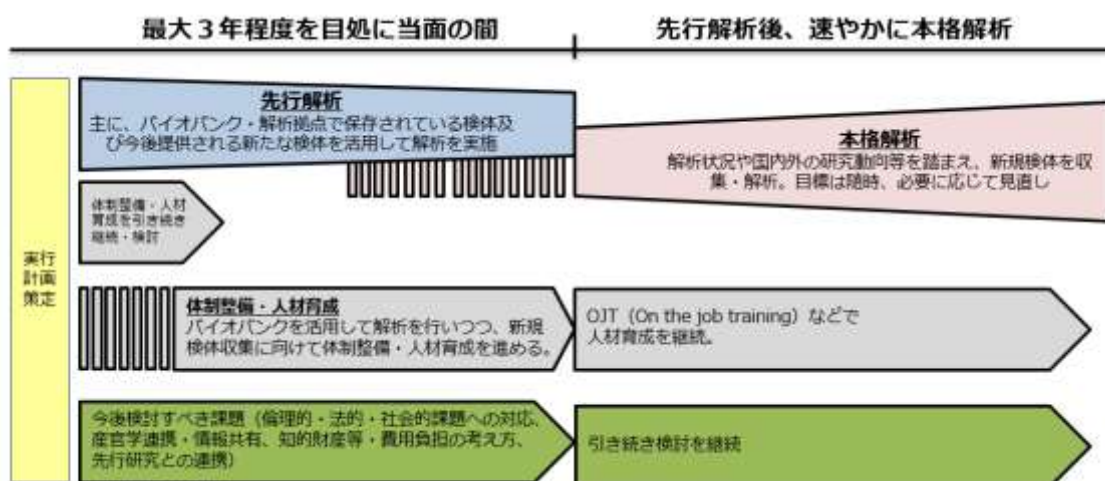 最大３年程度を目処に当面の間
先行解析後、速やかに本格解析
実行
計画
策定
先行解析
主に、バイオバンク・解析拠点で保存されている検体及
び今後提供される新たな検体を活用して解析を実施
本格解析
解析状況や国内外の研究動向等を踏まえ、新規検体を収
集・解析。目標は随時、必要に応じて見直し
体制整備・人材
育成を引き続き
継続・検討
体制整備・人材育成
バイオバンクを活用して解析を行いつつ、新規
検体収集に向けて体制整備・人材育成を進める。
OJT（On the job training）などで
人材育成を継続。
今後検討すべき課題（倫理的・法的・社会的課題への対応、
産官学連携・情報共有、知的財産等・費用負担の考え方、
先行研究との連携）
引き続き検討を継続